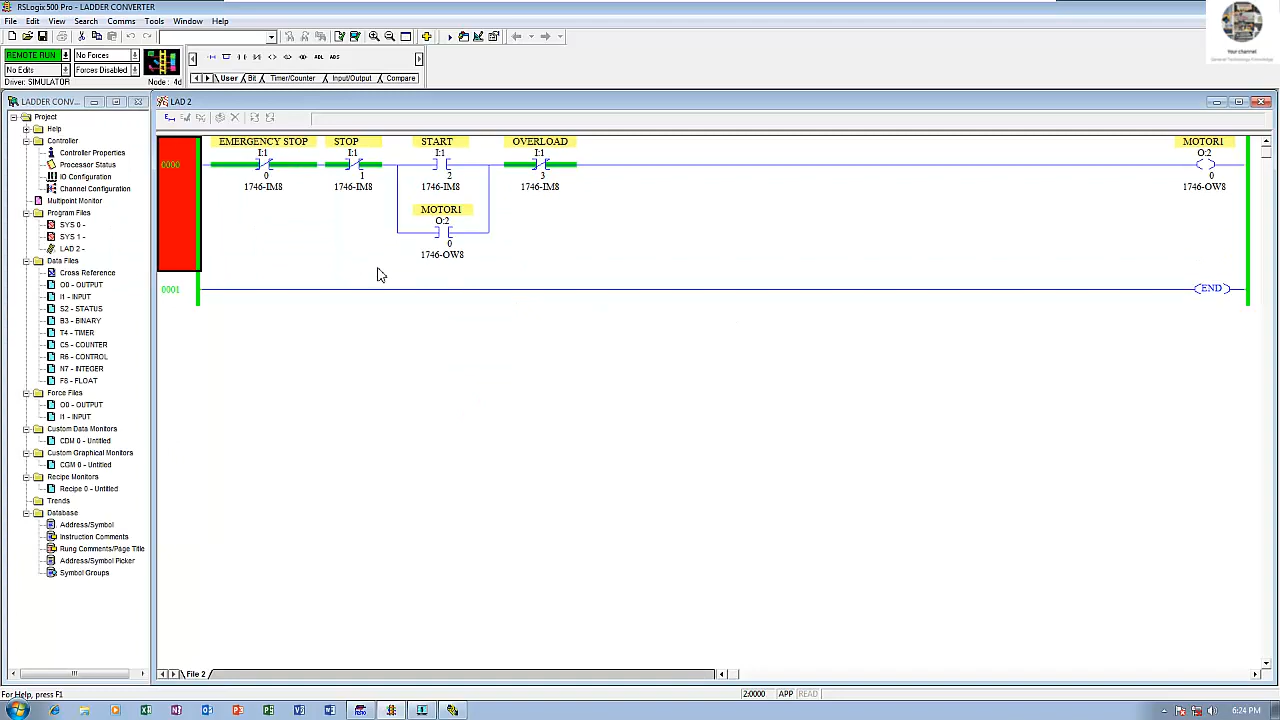 RSLogix 500 Pro - LADDER CONVERTER
File Edit View Search Comms Tools Window Help
REMOTE RUN No Forces
No Edits Forces Disabled
Driver: SIMULATOR Node : 4d
User Bit Timer/Counter Input/Output Compare
ABL ABS
Your channel
General Technology Knowledge
LADDER CONV...
Project
Help
Controller
Controller Properties
Processor Status
IO Configuration
Channel Configuration
Multipoint Monitor
Program Files
SYS 0 -
SYS 1 -
LAD 2 -
Data Files
Cross Reference
O0 - OUTPUT
I1 - INPUT
S2 - STATUS
B3 - BINARY
T4 - TIMER
C5 - COUNTER
R6 - CONTROL
N7 - INTEGER
F8 - FLOAT
Force Files
O0 - OUTPUT
I1 - INPUT
Custom Data Monitors
CDM 0 - Untitled
Custom Graphical Monitors
CGM 0 - Untitled
Recipe Monitors
Recipe 0 - Untitled
Trends
Database
Address/Symbol
Instruction Comments
Rung Comments/Page Title
Address/Symbol Picker
Symbol Groups
LAD 2
EMERGENCY STOP STOP START OVERLOAD MOTOR1
I:1 I:1 I:1 I:1 O:2
0000
0 1 2 3 0
1746-IM8 1746-IM8 1746-IM8 1746-IM8 1746-OW8
MOTOR1
O:2
0
1746-OW8
0001 END
File 2
For Help, press F1 2:0000 APP READ
6:24 PM